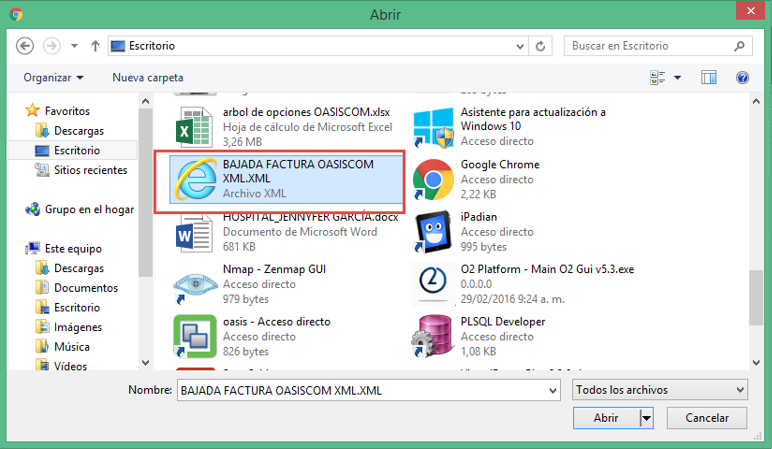 Abrir
Escritorio
Buscar en Escritorio
Organizar
Nueva carpeta
Favoritos
Descargas
Escritorio
Sitios recientes
Grupo en el hogar
Este equipo
Descargas
Documentos
Escritorio
Imágenes
Música
Vídeos
arbol de opciones OASISCOM.xlsx
Hoja de cálculo de Microsoft Excel
3,26 MB
BAJADA FACTURA OASISCOM
XML.XML
Archivo XML
HOSPITAL_JENNYFER GARCÍA.docx
Documento de Microsoft Word
681 KB
Nmap - Zenmap GUI
Acceso directo
979 bytes
oasis - Acceso directo
Acceso directo
826 bytes
Asistente para actualización a
Windows 10
Acceso directo
Google Chrome
Acceso directo
2,22 KB
iPadian
Acceso directo
995 bytes
O2 Platform - Main O2 Gui v5.3.exe
0.0.0.0
29/02/2016 9:24 a. m.
PLSQL Developer
Acceso directo
1,08 KB
Nombre:
BAJADA FACTURA OASISCOM XML.XML
Todos los archivos
Abrir
Cancelar